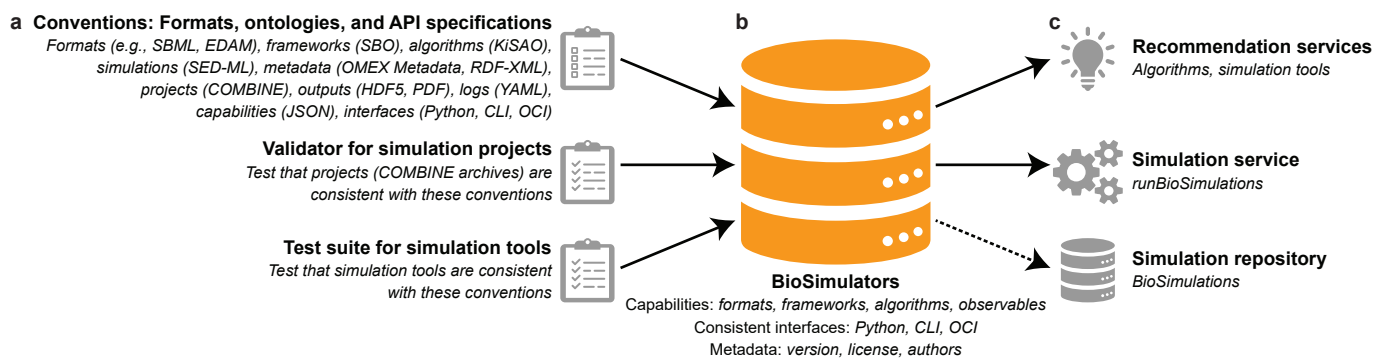 a Conventions: Formats, ontologies, and API specifications
Formats (e.g., SBML, EDAM), frameworks (SBO), algorithms (KiSAO),
simulations (SED-ML), metadata (OMEX Metadata, RDF-XML),
projects (COMBINE), outputs (HDF5, PDF), logs (YAML),
capabilities (JSON), interfaces (Python, CLI, OCI)
Validator for simulation projects
Test that projects (COMBINE archives) are
consistent with these conventions
Test suite for simulation tools
Test that simulation tools are consistent
with these conventions
b
BioSimulators
Capabilities: formats, frameworks, algorithms, observables
Consistent interfaces: Python, CLI, OCI
Metadata: version, license, authors
c
Recommendation services
Algorithms, simulation tools
Simulation service
runBioSimulations
Simulation repository
BioSimulations